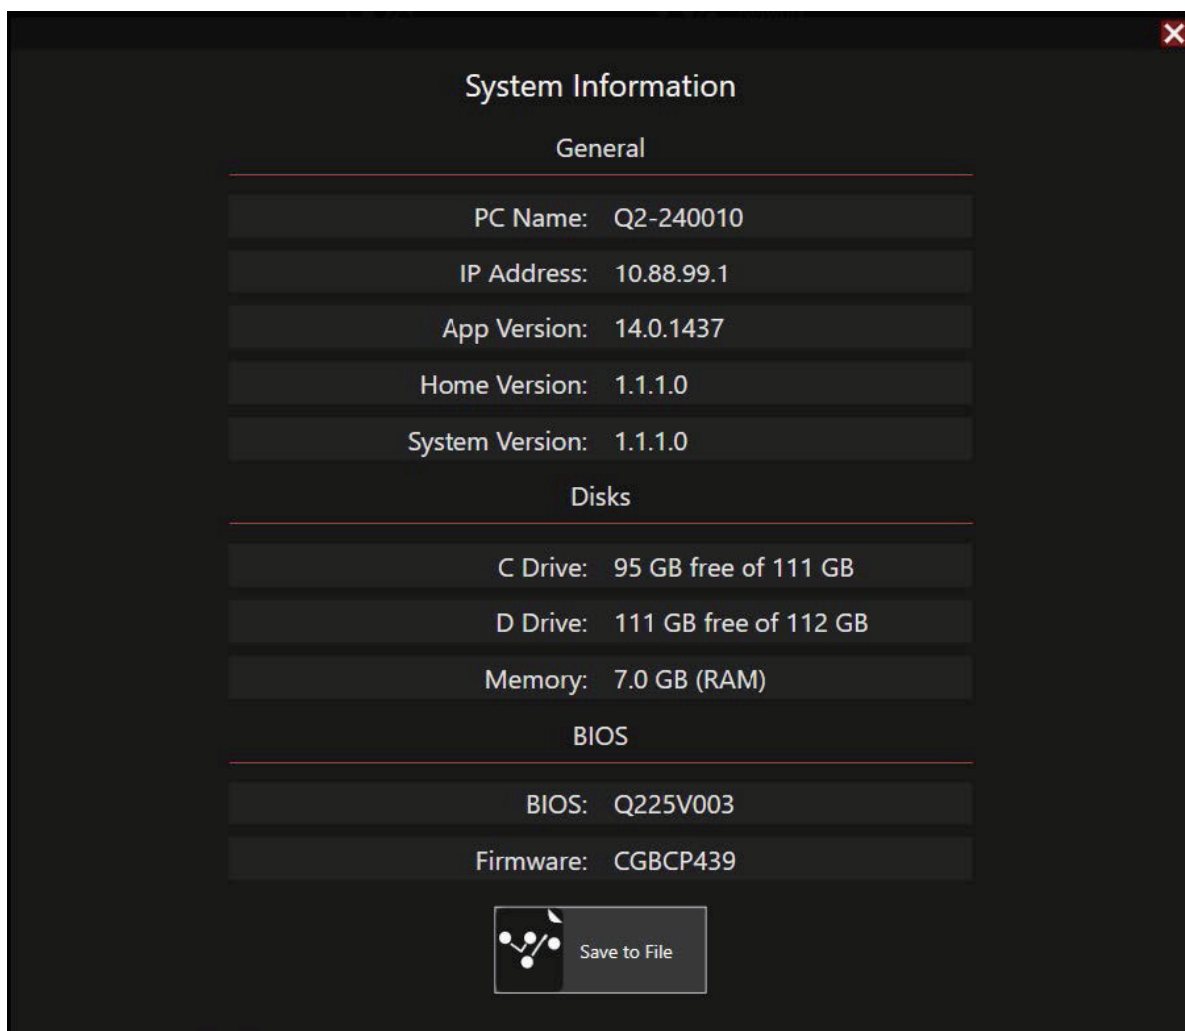 System Information
General
PC Name: Q2-240010
IP Address: 10.88.99.1
App Version: 14.0.1437
Home Version: 1.1.1.0
System Version: 1.1.1.0
Disks
C Drive: 95 GB free of 111 GB
D Drive: 111 GB free of 112 GB
Memory: 7.0 GB (RAM)
BIOS
BIOS: Q225V003
Firmware: CGBCP439
Save to File